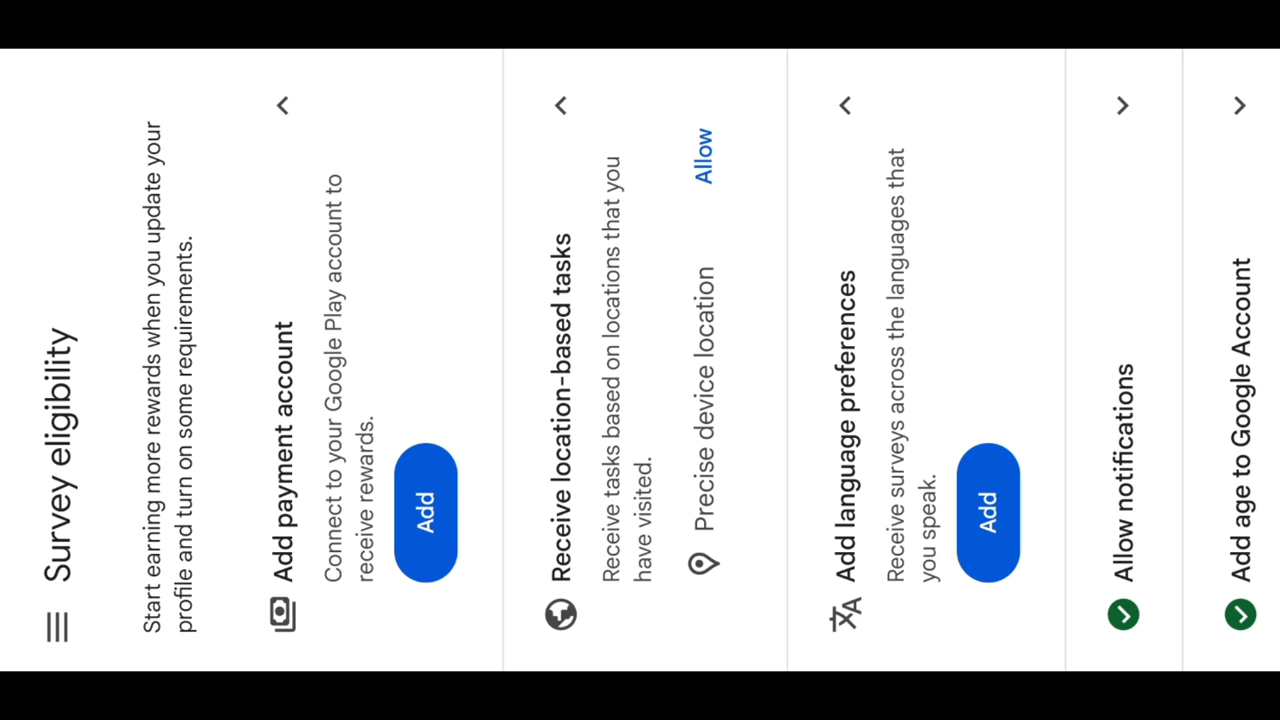 Survey eligibility
Start earning more rewards when you update your
profile and turn on some requirements.
Add payment account
Connect to your Google Play account to
receive rewards.
Add
Receive location-based tasks
Receive tasks based on locations that you
have visited.
Precise device location
Allow
Add language preferences
Receive surveys across the languages that
you speak.
Add
Allow notifications
Add age to Google Account